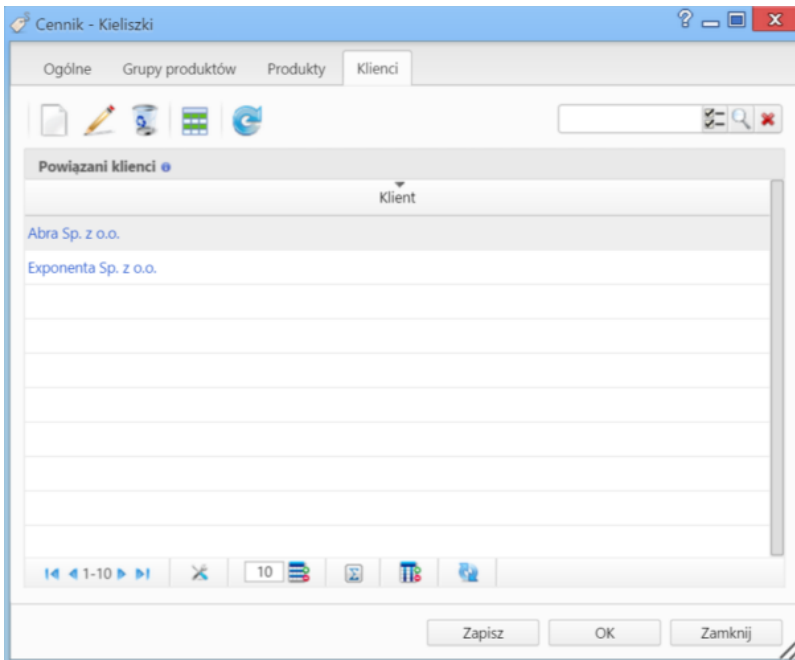 Cennik - Kieliszki
Ogólne Grupy produktów Produkty Klienci
Powiązani klienci
Klient
Abra Sp. z o.o.
Exponenta Sp. z o.o.
1-10 10
Zapisz OK Zamknij